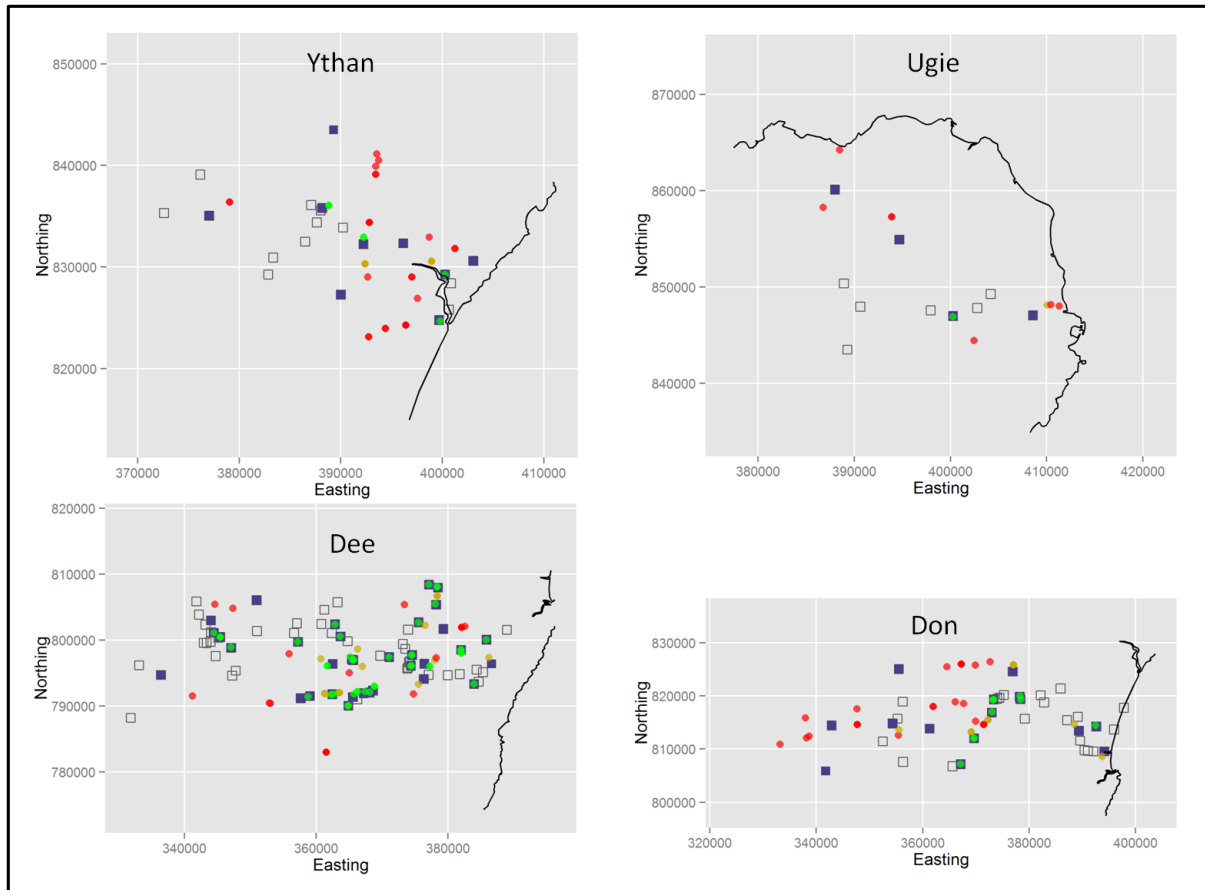 Ythan
850000
840000
830000
820000
Northing
370000 380000 390000 400000 410000
Easting
Ugie
870000
860000
850000
840000
Northing
380000 390000 400000 410000 420000
Easting
Dee
820000
810000
800000
790000
780000
Northing
340000 360000 380000
Easting
Don
830000
820000
810000
800000
Northing
320000 340000 360000 380000 400000
Easting